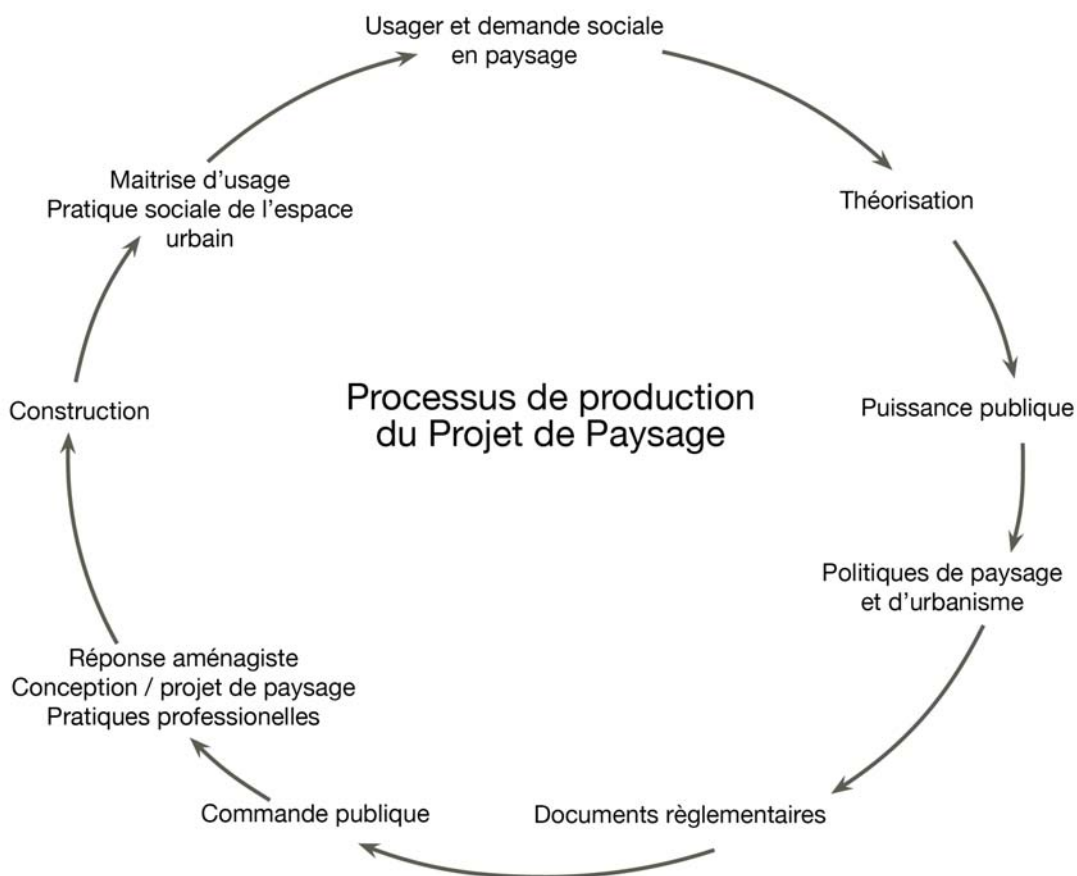 Usager et demande sociale
en paysage
Théorisation
Puissance publique
Politiques de paysage
et d'urbanisme
Documents règlementaires
Commande publique
Réponse aménagiste
Conception / projet de paysage
Pratiques professionelles
Construction
Maitrise d'usage
Pratique sociale de l'espace
urbain
Processus de production
du Projet de Paysage